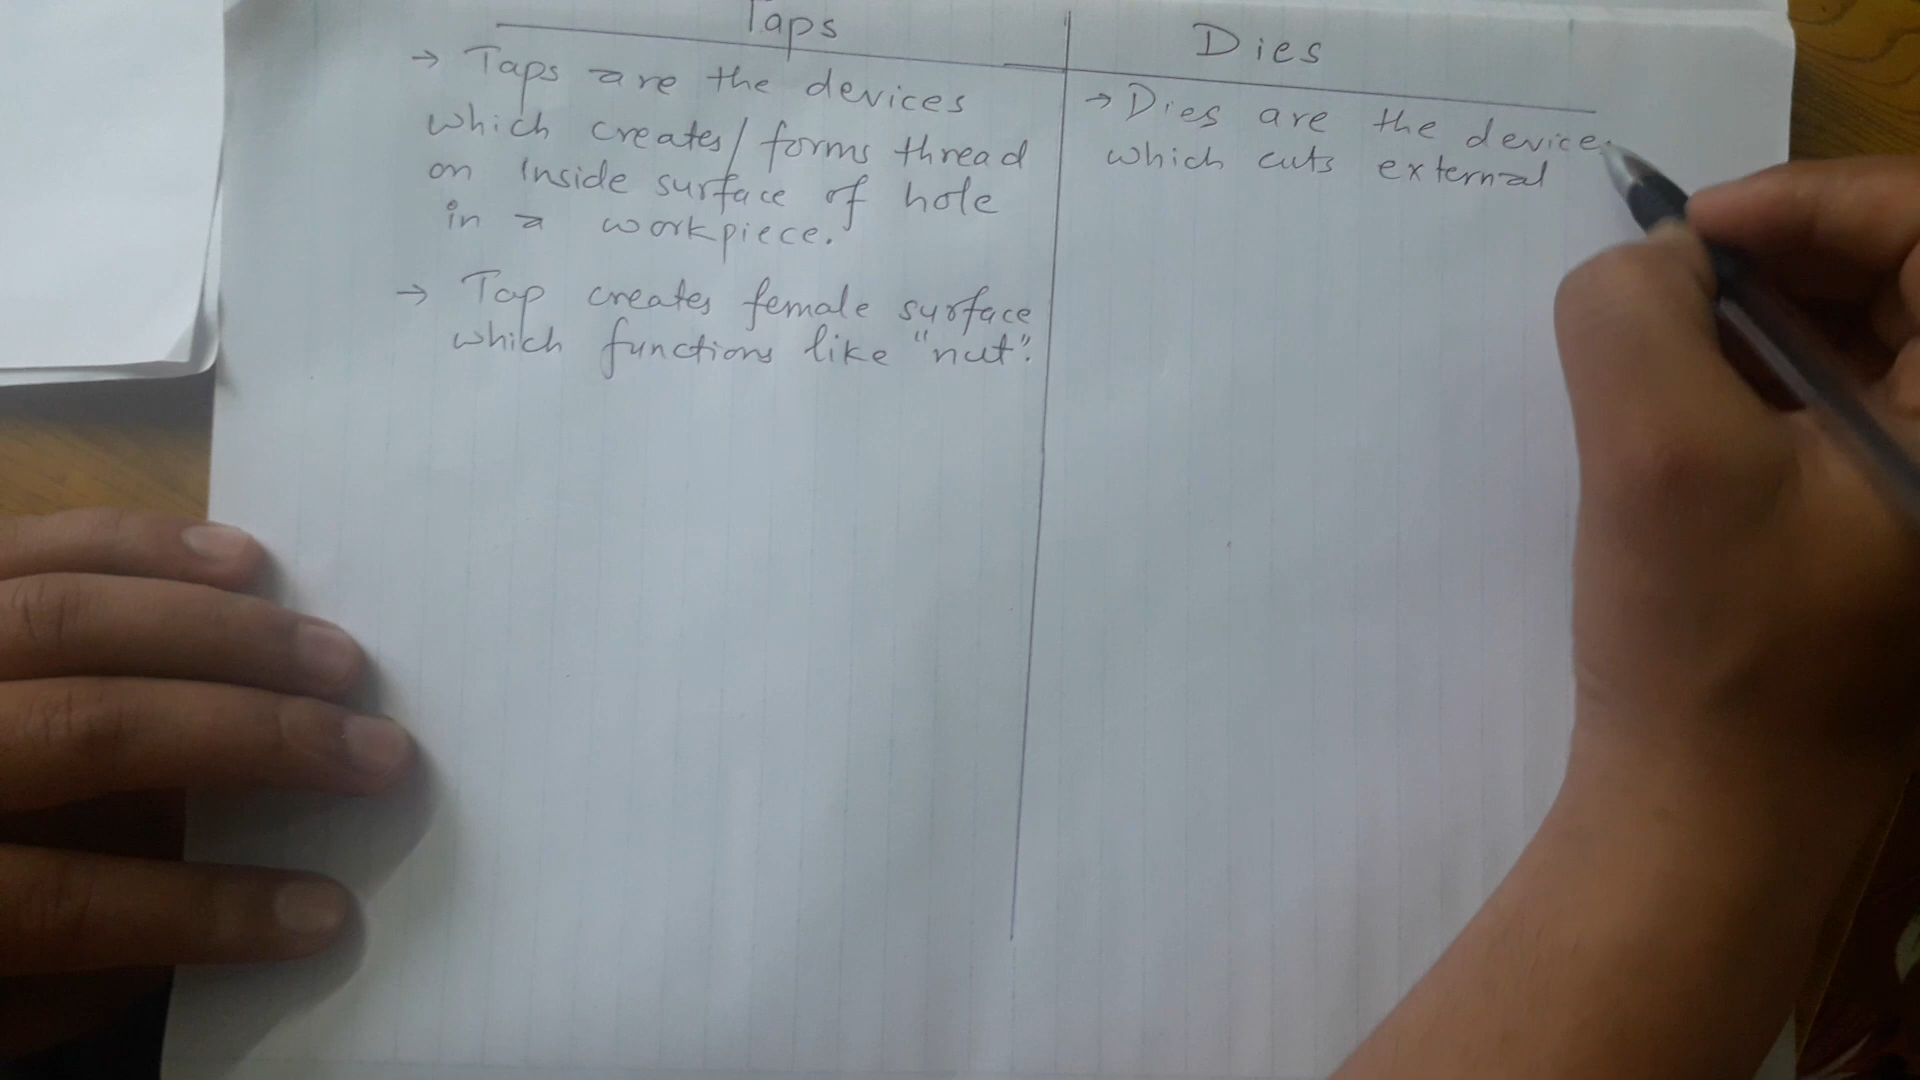 Taps
→ Taps are the devices
which creates/forms thread
on inside surface of hole
in a workpiece.
→ Tap creates female surface
which functions like "nut".
Dies
→ Dies are the devices
which cuts external